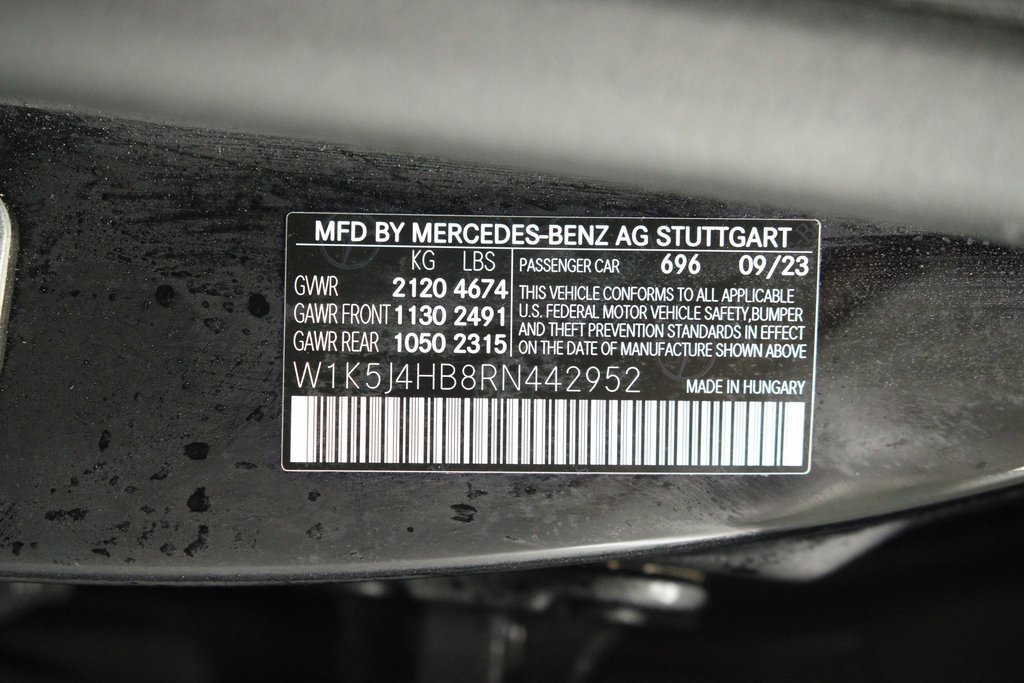 MFD BY MERCEDES-BENZ AG STUTTGART
KG LBS
GVWR 2120 4674
GAWR FRONT 1130 2491
GAWR REAR 1050 2315
PASSENGER CAR 696 09/23
THIS VEHICLE CONFORMS TO ALL APPLICABLE
U.S. FEDERAL MOTOR VEHICLE SAFETY,BUMPER
AND THEFT PREVENTION STANDARDS IN EFFECT
ON THE DATE OF MANUFACTURE SHOWN ABOVE
W1K5J4HB8RN442952
MADE IN HUNGARY